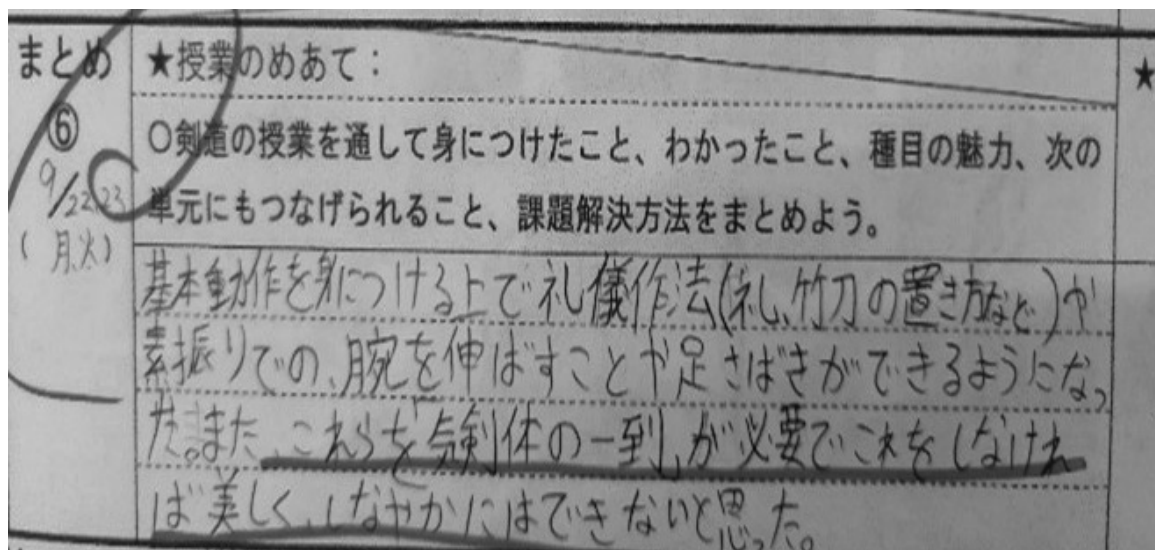 まとめ
⑥
9/22.23
(月火)
★授業のめあて：
○剣道の授業を通して身につけたこと、わかったこと、種目の魅力、次の
単元にもつなげられること、課題解決方法をまとめよう。
基本動作を身につける上で礼儀作法(礼、竹刀の置き方など)や
素振りでの、腕を伸ばすことや足さばきができるようになっ
た。また、これらを「気剣体の一致」が必要でこれをしなけれ
ば美しく、しなやかにはできないと思った。
★